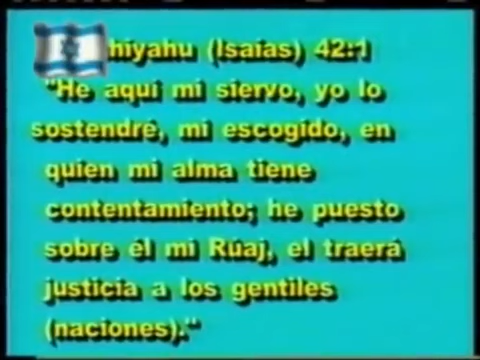 hiyahu (Isaías) 42:1
"He aquí mi siervo, yo lo
sostendré, mi escogido, en
quien mi alma tiene
contentamiento; he puesto
sobre él mi Rúaj, el traerá
justicia a los gentiles
(naciones)."